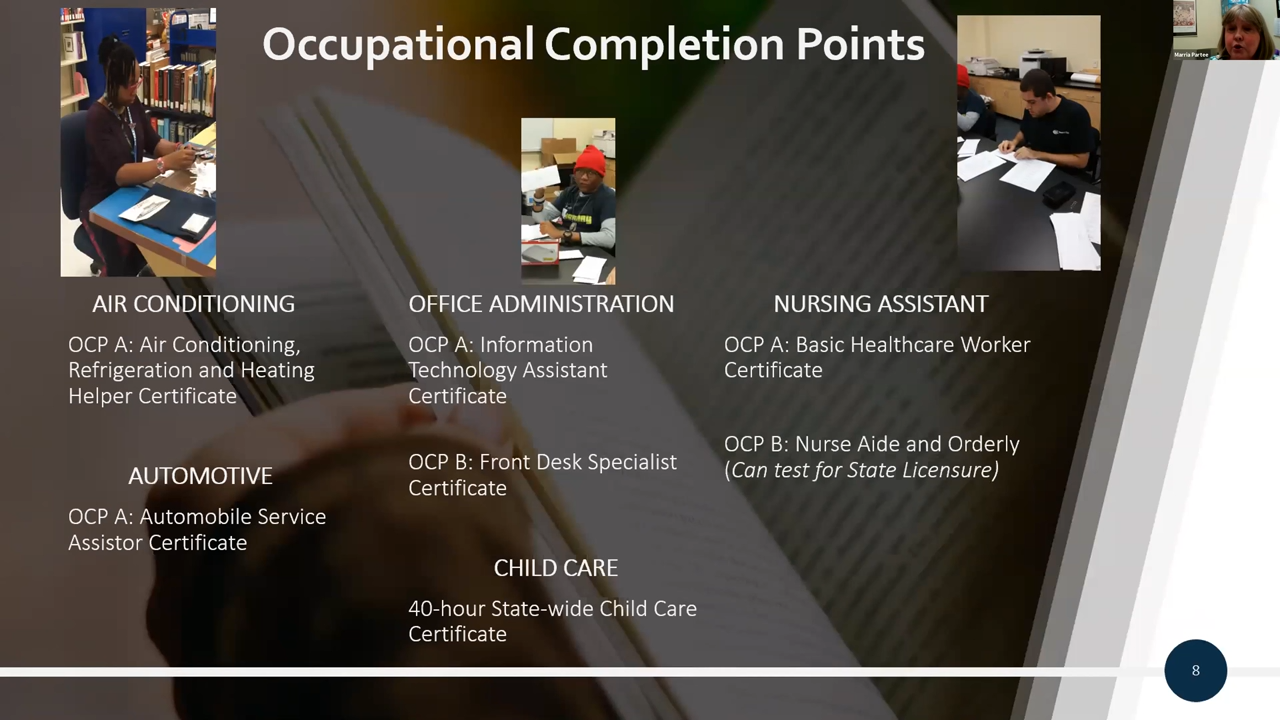 Occupational Completion Points
Marria Partee
AIR CONDITIONING
OCP A: Air Conditioning,
Refrigeration and Heating
Helper Certificate
AUTOMOTIVE
OCP A: Automobile Service
Assistor Certificate
OFFICE ADMINISTRATION
OCP A: Information
Technology Assistant
Certificate
OCP B: Front Desk Specialist
Certificate
CHILD CARE
40-hour State-wide Child Care
Certificate
NURSING ASSISTANT
OCP A: Basic Healthcare Worker
Certificate
OCP B: Nurse Aide and Orderly
(Can test for State Licensure)
8